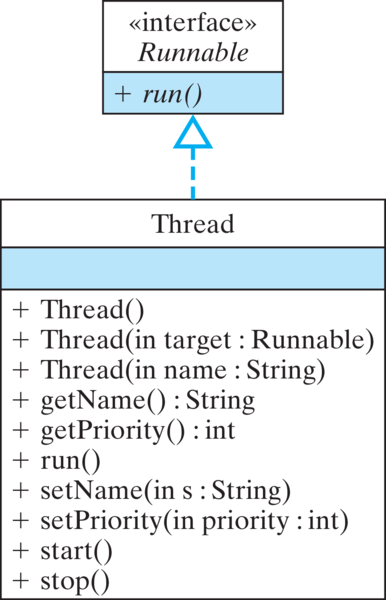 «interface»
Runnable
+ run()
Thread
+ Thread()
+ Thread(in target : Runnable)
+ Thread(in name : String)
+ getName() : String
+ getPriority() : int
+ run()
+ setName(in s : String)
+ setPriority(in priority : int)
+ start()
+ stop()